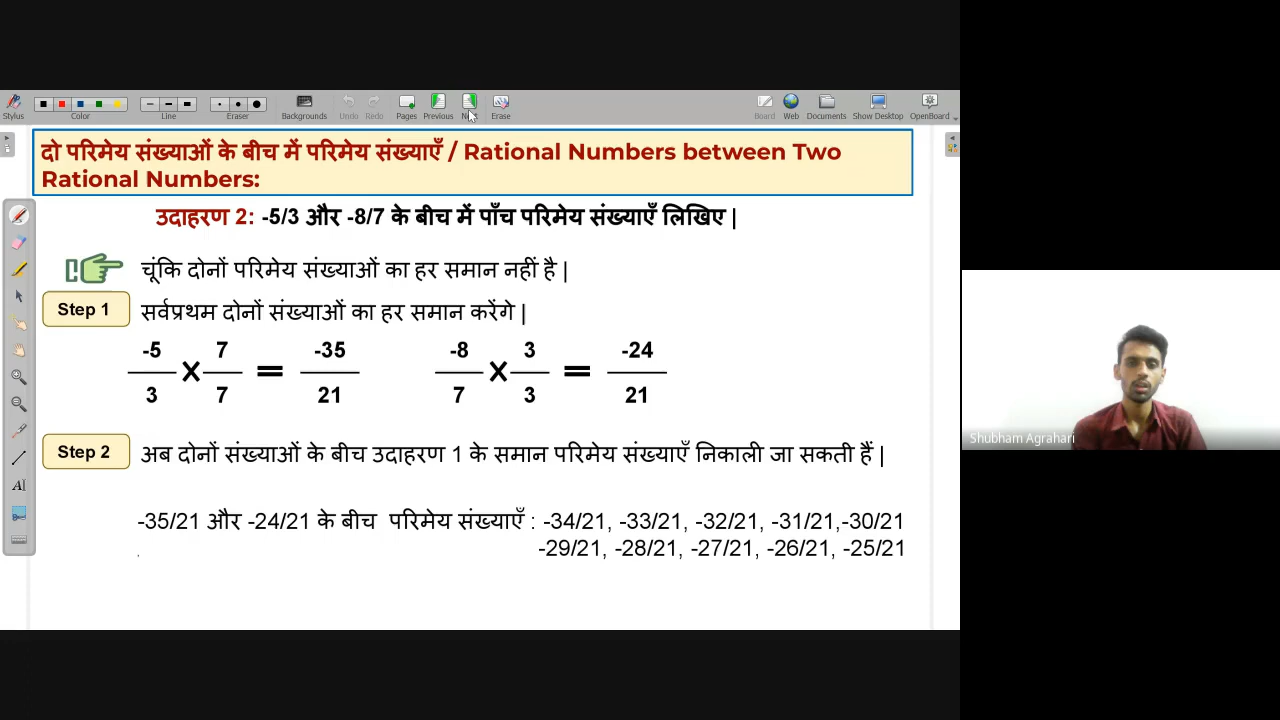 Stylus Color Line Eraser Backgrounds Undo Redo Pages Previous Erase Board Web Documents Show Desktop OpenBoard
दो परिमेय संख्याओं के बीच में परिमेय संख्याएँ / Rational Numbers between Two
Rational Numbers:
उदाहरण 2: -5/3 और -8/7 के बीच में पाँच परिमेय संख्याएँ लिखिए |
चूंकि दोनों परिमेय संख्याओं का हर समान नहीं है |
Step 1 सर्वप्रथम दोनों संख्याओं का हर समान करेंगे |
-5 7 -35 -8 3 -24
× = × =
3 7 21 7 3 21
Step 2 अब दोनों संख्याओं के बीच उदाहरण 1 के समान परिमेय संख्याएँ निकाली जा सकती हैं |
-35/21 और -24/21 के बीच परिमेय संख्याएँ : -34/21, -33/21, -32/21, -31/21,-30/21
-29/21, -28/21, -27/21, -26/21, -25/21
Shubham Agrahari